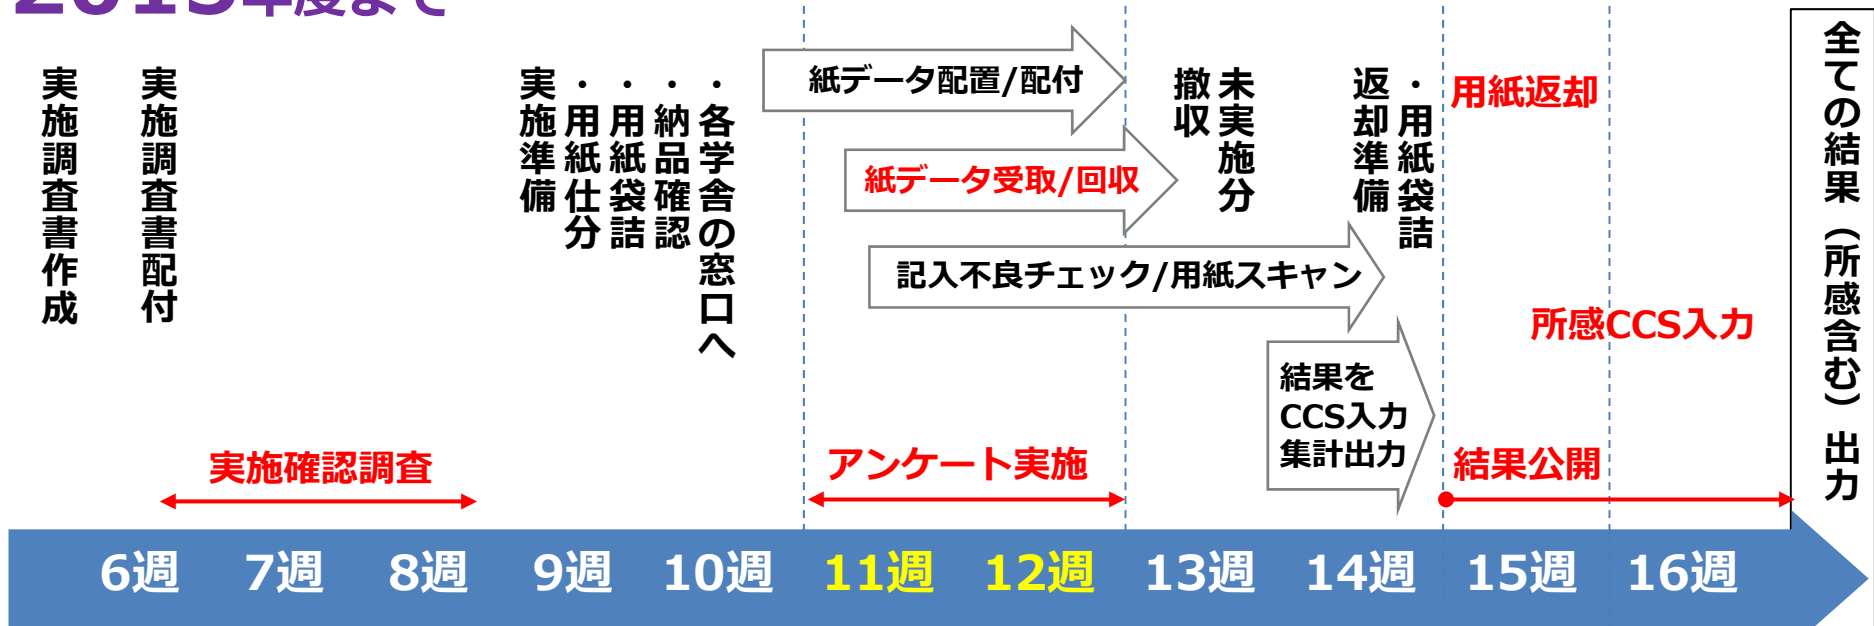 2015年度まで
実施調査書作成
実施調査書配付
実施準備
・用紙仕分
・用紙袋詰
・納品確認
・各学舎の窓口へ
紙データ配置/配付
紙データ受取/回収
記入不良チェック/用紙スキャン
結果を
CCS入力
集計出力
未実施分
撤収
返却準備
・用紙袋詰
用紙返却
所感CCS入力
全ての結果（所感含む）出力
実施確認調査
アンケート実施
結果公開
6週 7週 8週 9週 10週 11週 12週 13週 14週 15週 16週